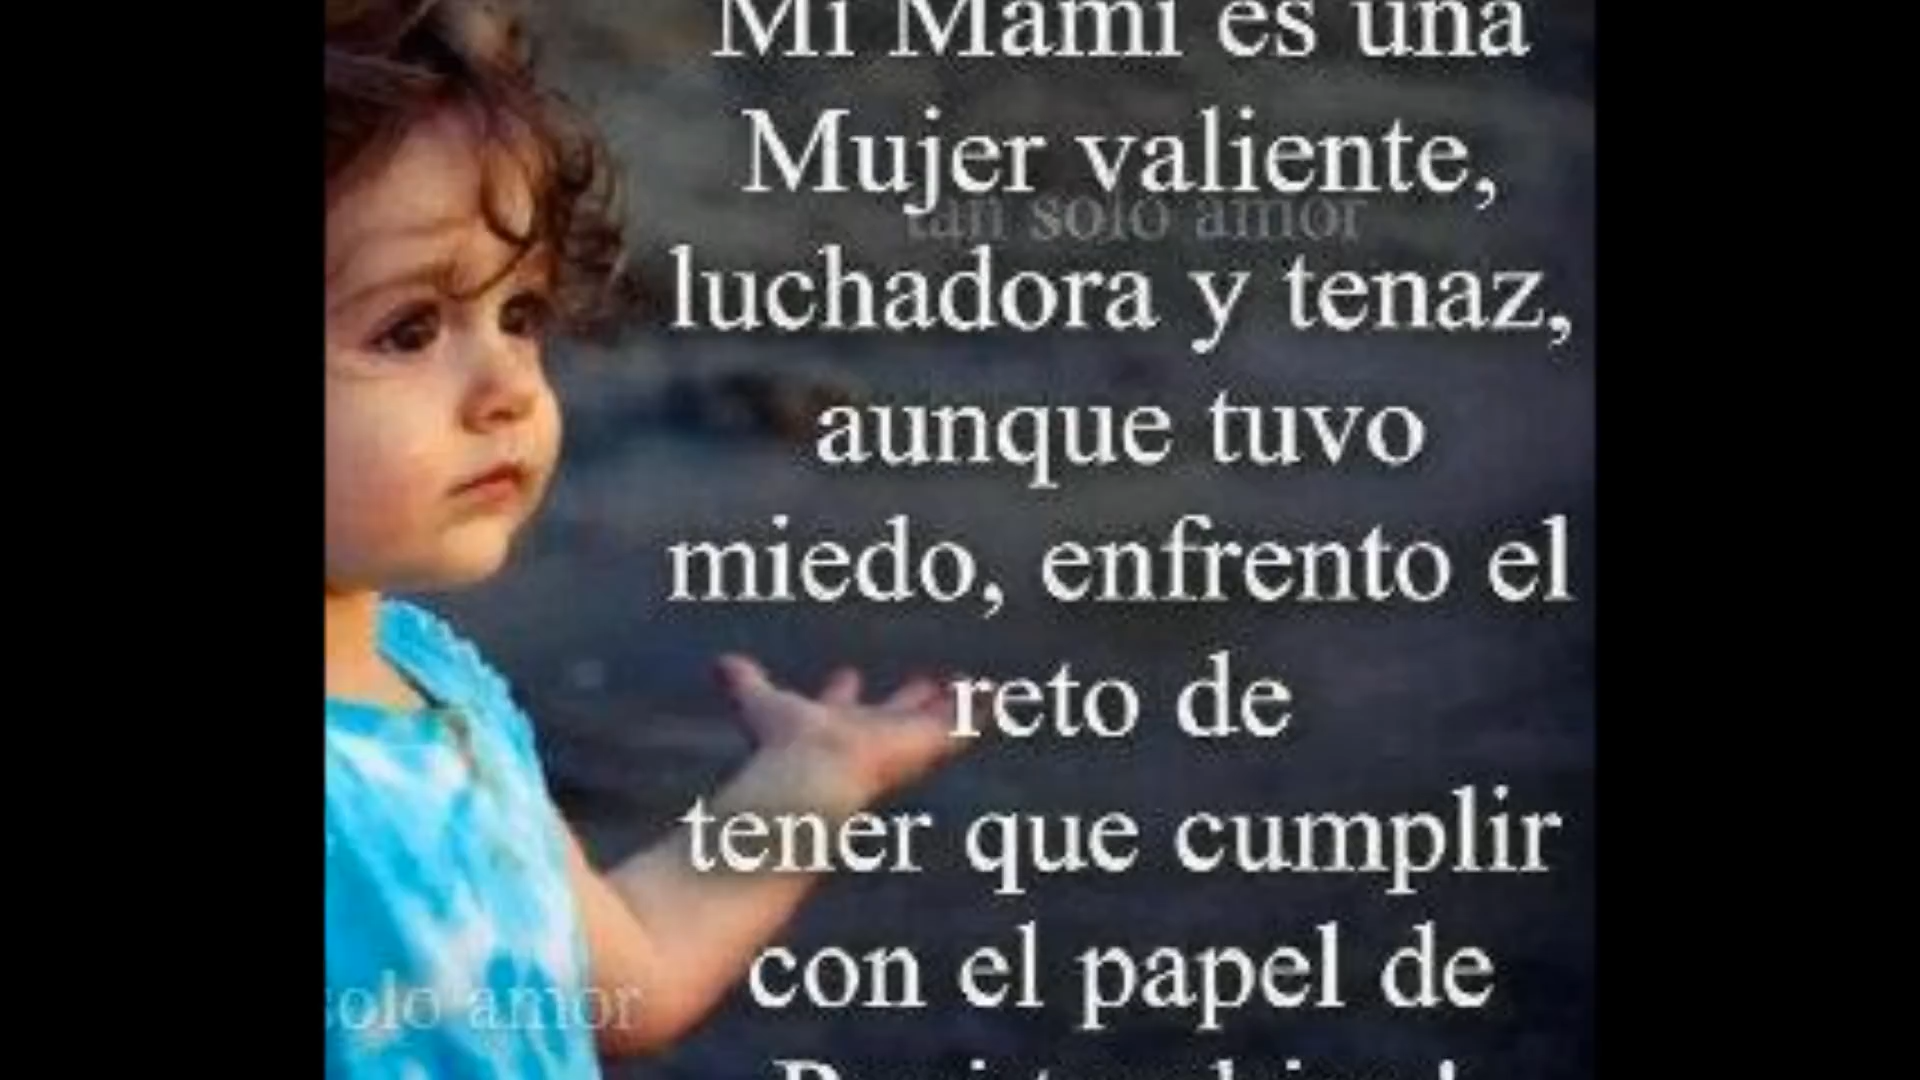 Mi Mami es una
Mujer valiente,
tan solo amor
luchadora y tenaz,
aunque tuvo
miedo, enfrento el
reto de
tener que cumplir
con el papel de
solo amor